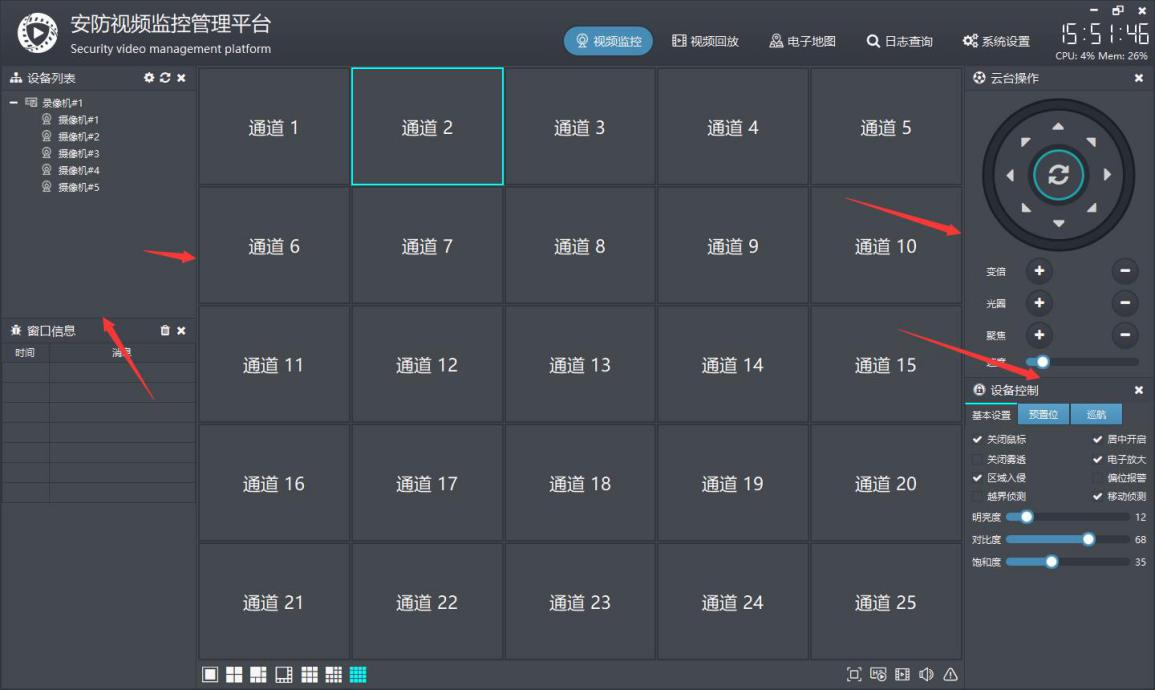 安防视频监控管理平台
Security video management platform
视频监控
视频回放
电子地图
日志查询
系统设置
15:51:46
CPU: 4% Mem: 26%
设备列表
录像机#1
摄像机#1
摄像机#2
摄像机#3
摄像机#4
摄像机#5
窗口信息
时间 消息
通道 1 通道 2 通道 3 通道 4 通道 5
通道 6 通道 7 通道 8 通道 9 通道 10
通道 11 通道 12 通道 13 通道 14 通道 15
通道 16 通道 17 通道 18 通道 19 通道 20
通道 21 通道 22 通道 23 通道 24 通道 25
云台操作
变倍
光圈
聚焦
速度
设备控制
基本设置 预置位 巡航
关闭鼠标 居中开启
关闭雾透 电子放大
区域入侵 偏位报警
越界侦测 移动侦测
明亮度 12
对比度 68
饱和度 35